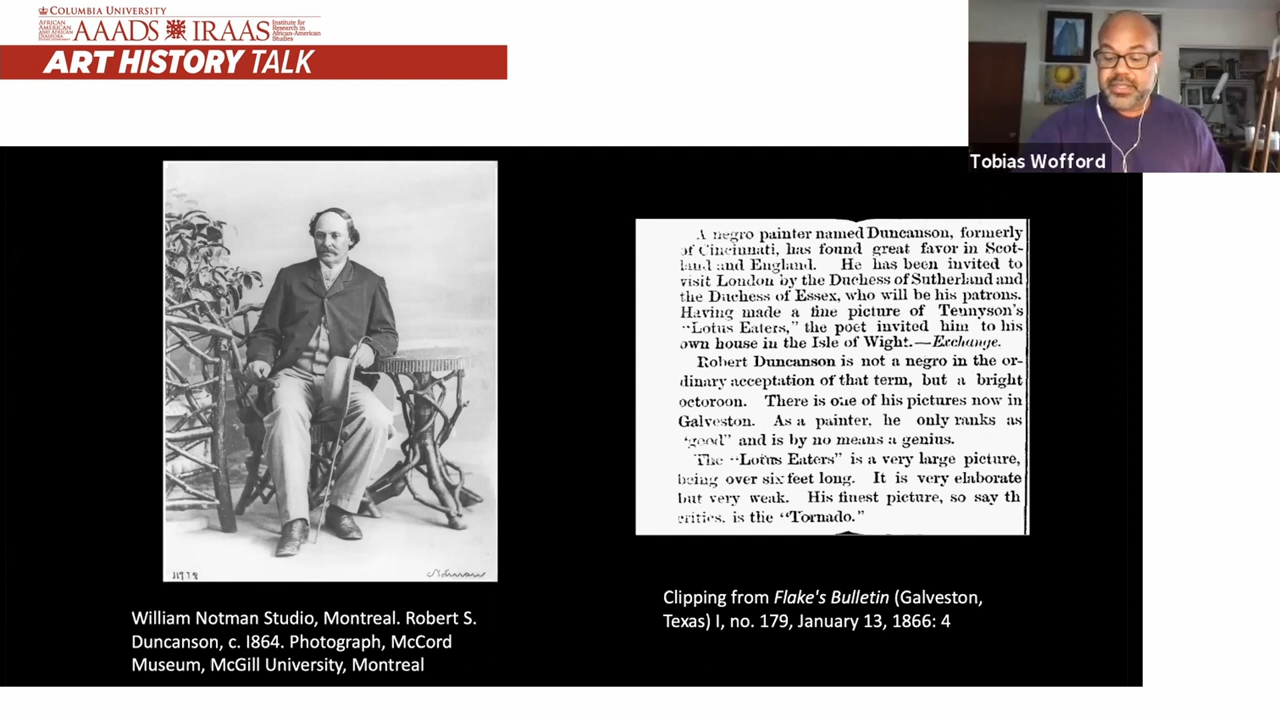 COLUMBIA UNIVERSITY
AFRICAN
AMERICAN
AND AFRICAN
DIASPORA
STUDIES DEPARTMENT
AAADS IRAAS
Institute for
Research in
African-American
Studies
ART HISTORY TALK
Tobias Wofford
A negro painter named Duncanson, formerly
of Cincinnati, has found great favor in Scot-
land and England. He has been invited to
visit London by the Duchess of Sutherland and
the Duchess of Essex, who will be his patrons.
Having made a fine picture of Tennyson's
"Lotus Eaters," the poet invited him to his
own house in the Isle of Wight.—Exchange.
Robert Duncanson is not a negro in the or-
dinary acceptation of that term, but a bright
octoroon. There is one of his pictures now in
Galveston. As a painter, he only ranks as
"good" and is by no means a genius.
The "Lotus Eaters" is a very large picture,
being over six feet long. It is very elaborate
but very weak. His finest picture, so say th
critics, is the "Tornado."
Notman
William Notman Studio, Montreal. Robert S.
Duncanson, c. I864. Photograph, McCord
Museum, McGill University, Montreal
Clipping from Flake's Bulletin (Galveston,
Texas) I, no. 179, January 13, 1866: 4